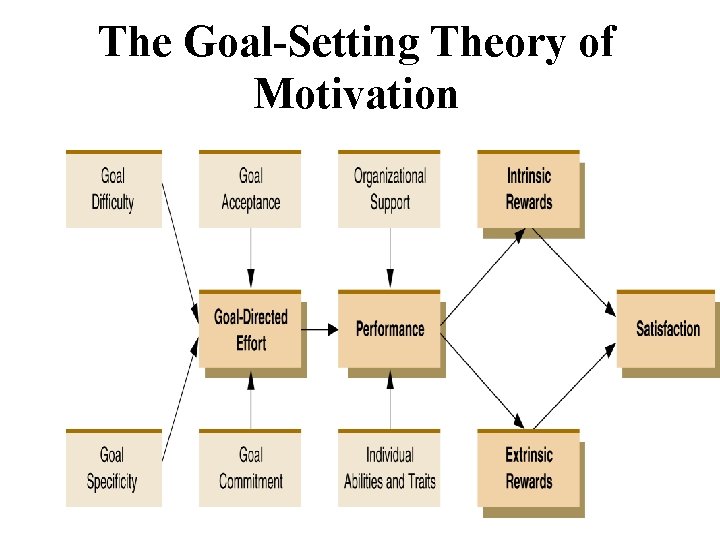 The Goal-Setting Theory of
Motivation
Goal
Difficulty
Goal
Acceptance
Organizational
Support
Intrinsic
Rewards
Goal-Directed
Effort
Performance
Satisfaction
Goal
Specificity
Goal
Commitment
Individual
Abilities and Traits
Extrinsic
Rewards